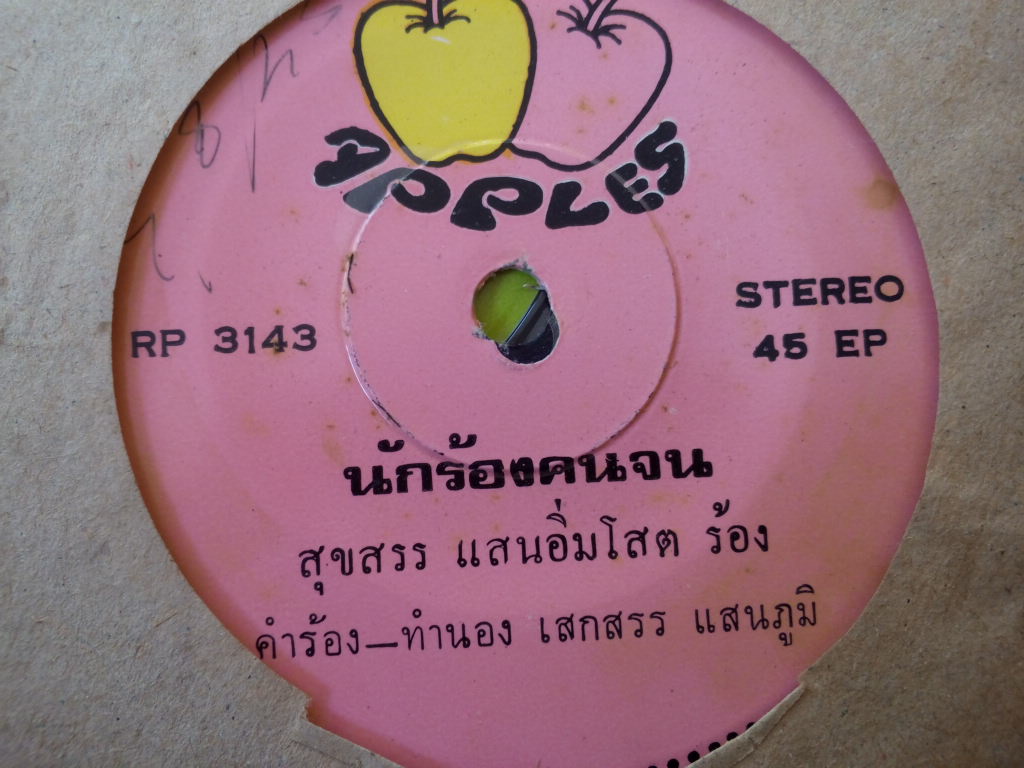 APPLES
RP 3143
STEREO
45 EP
นักร้องคนจน
สุขสรร แสนอิ่มโสต ร้อง
คำร้อง—ทำนอง เสกสรร แสนภูมิ